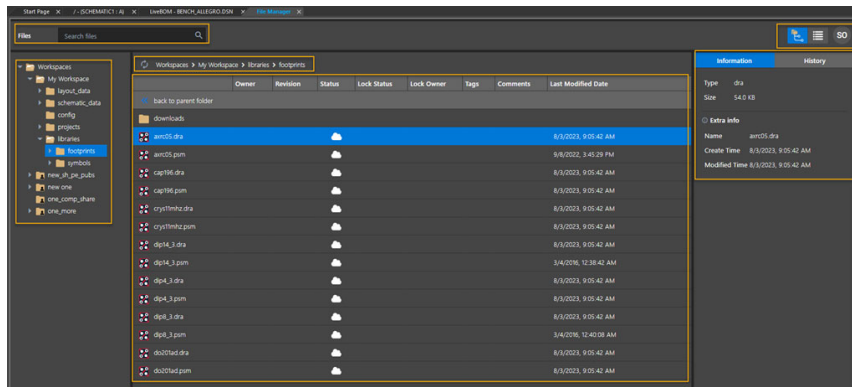 Start Page × / - (SCHEMATIC1 : A) × LiveBOM - BENCH_ALLEGRO.DSN × File Manager ×
Files Search files SO
Workspaces
My Workspace
layout_data
schematic_data
config
projects
libraries
footprints
symbols
new_sh_pe_pubs
new one
one_comp_share
one_more
Workspaces > My Workspace > libraries > footprints
Owner Revision Status Lock Status Lock Owner Tags Comments Last Modified Date
back to parent folder
downloads
axrc05.dra 8/3/2023, 9:05:42 AM
axrc05.psm 9/8/2022, 3:45:29 PM
cap196.dra 8/3/2023, 9:05:42 AM
cap196.psm 8/3/2023, 9:05:42 AM
crys11mhz.dra 8/3/2023, 9:05:42 AM
crys11mhz.psm 8/3/2023, 9:05:42 AM
dip14_3.dra 8/3/2023, 9:05:42 AM
dip14_3.psm 3/4/2016, 12:38:42 AM
dip4_3.dra 8/3/2023, 9:05:42 AM
dip4_3.psm 8/3/2023, 9:05:42 AM
dip8_3.dra 8/3/2023, 9:05:42 AM
dip8_3.psm 3/4/2016, 12:40:08 AM
do201ad.dra 8/3/2023, 9:05:42 AM
do201ad.psm 8/3/2023, 9:05:42 AM
Information History
Type dra
Size 54.0 KB
Extra info
Name axrc05.dra
Create Time 8/3/2023, 9:05:42 AM
Modified Time 8/3/2023, 9:05:42 AM